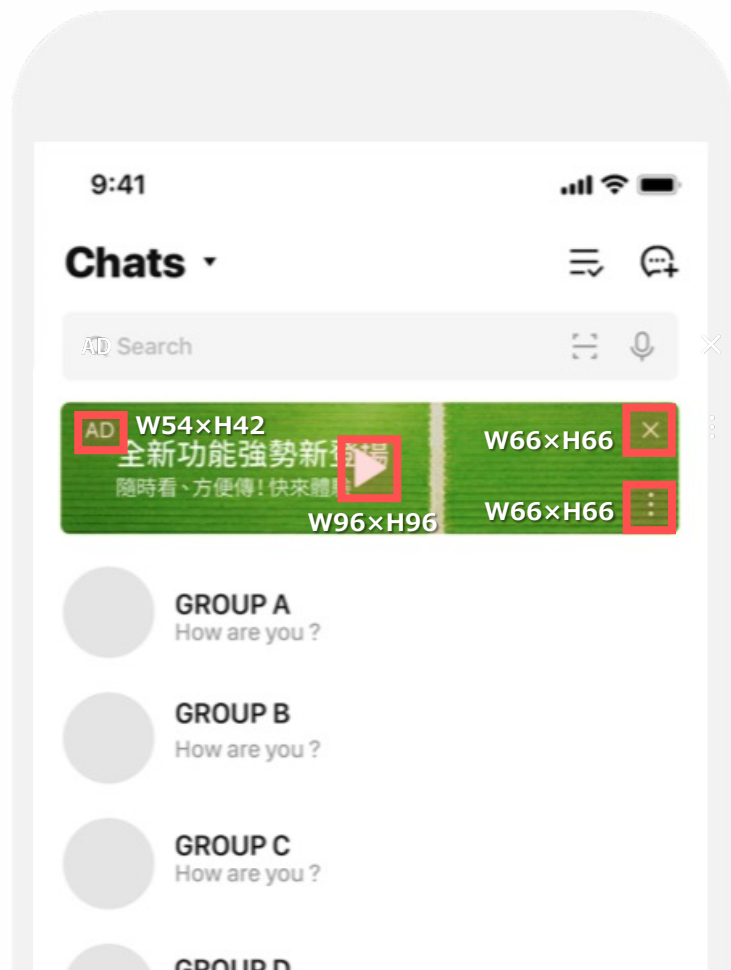 9:41
Chats
AD Search
AD W54×H42
全新功能強勢新登場
W66×H66
隨時看、方便傳!快來體驗
W66×H66
W96×H96
GROUP A
How are you ?
GROUP B
How are you ?
GROUP C
How are you ?
GROUP D